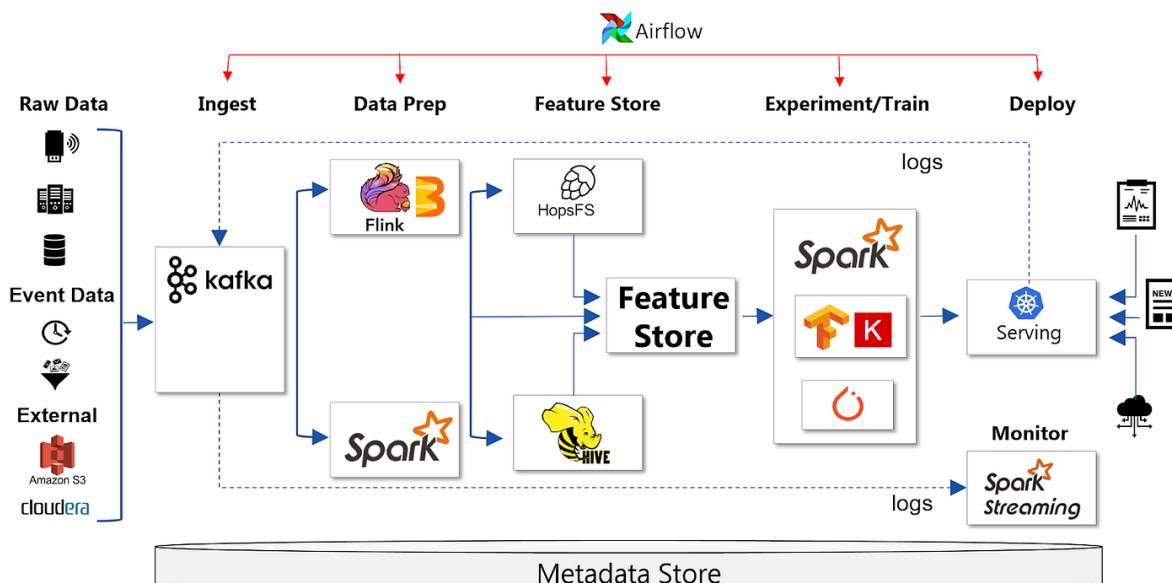 Airflow
Raw Data
Ingest
Data Prep
Feature Store
Experiment/Train
Deploy
logs
Flink
HopsFS
Event Data
kafka
Feature
Store
Spark
K
Serving
NEW
External
Amazon S3
cloudera
Spark
HIVE
Monitor
logs
Spark
Streaming
Metadata Store